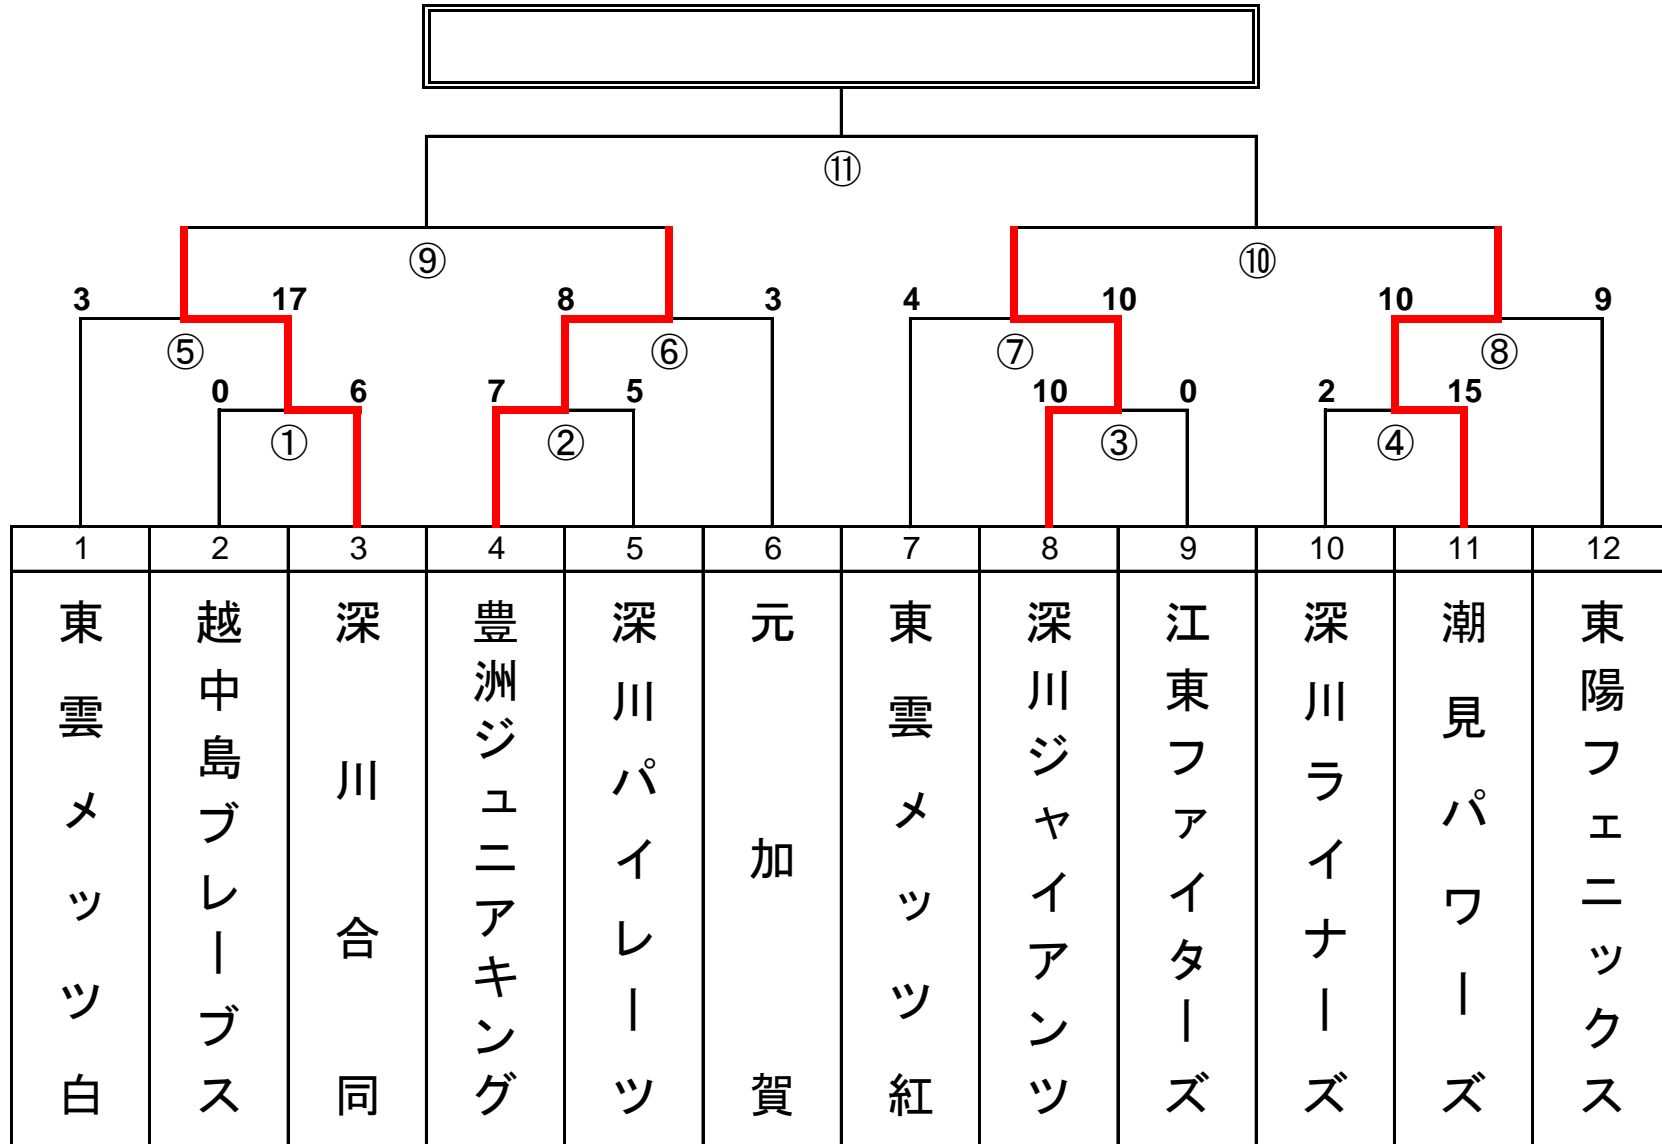 ⑪
⑨ ⑩
3 17 8 3 4 10 10 9
⑤ ⑥ ⑦ ⑧
0 6 7 5 10 0 2 15
① ② ③ ④
1 2 3 4 5 6 7 8 9 10 11 12
東雲メッツ白
越中島ブレーブス
深川合同
豊洲ジュニアキング
深川パイレーツ
元加賀
東雲メッツ紅
深川ジャイアンツ
江東ファイターズ
深川ライナーズ
潮見パワーズ
東陽フェニックス